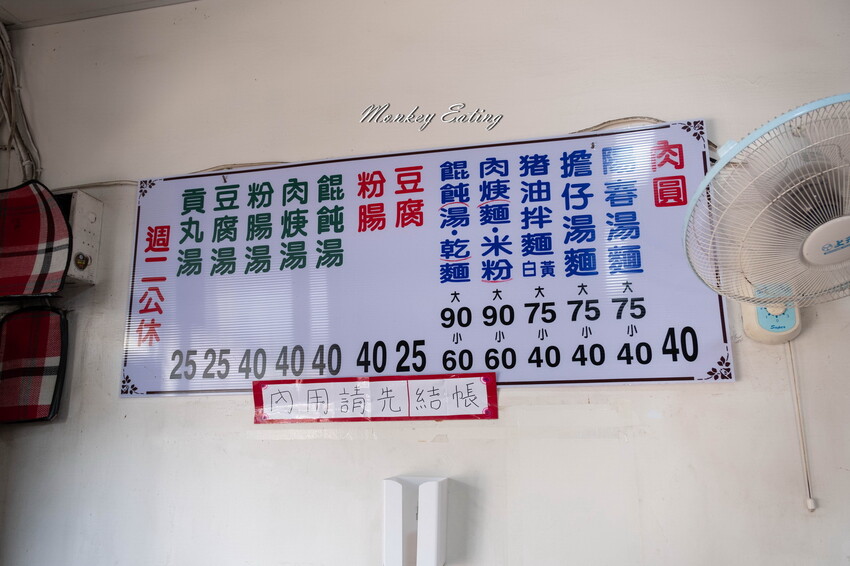 Monkey Eating
肉圓 40
陽春湯麵 大 75 小 40
擔仔湯麵 大 75 小 40
豬油拌麵 白 黃 大 75 小 40
肉焿麵・米粉 大 90 小 60
餛飩湯・乾麵 大 90 小 60
豆腐 25
粉腸 40
餛飩湯 40
肉焿湯 40
粉腸湯 40
豆腐湯 25
貢丸湯 25
週二公休
內用請先結帳
Super